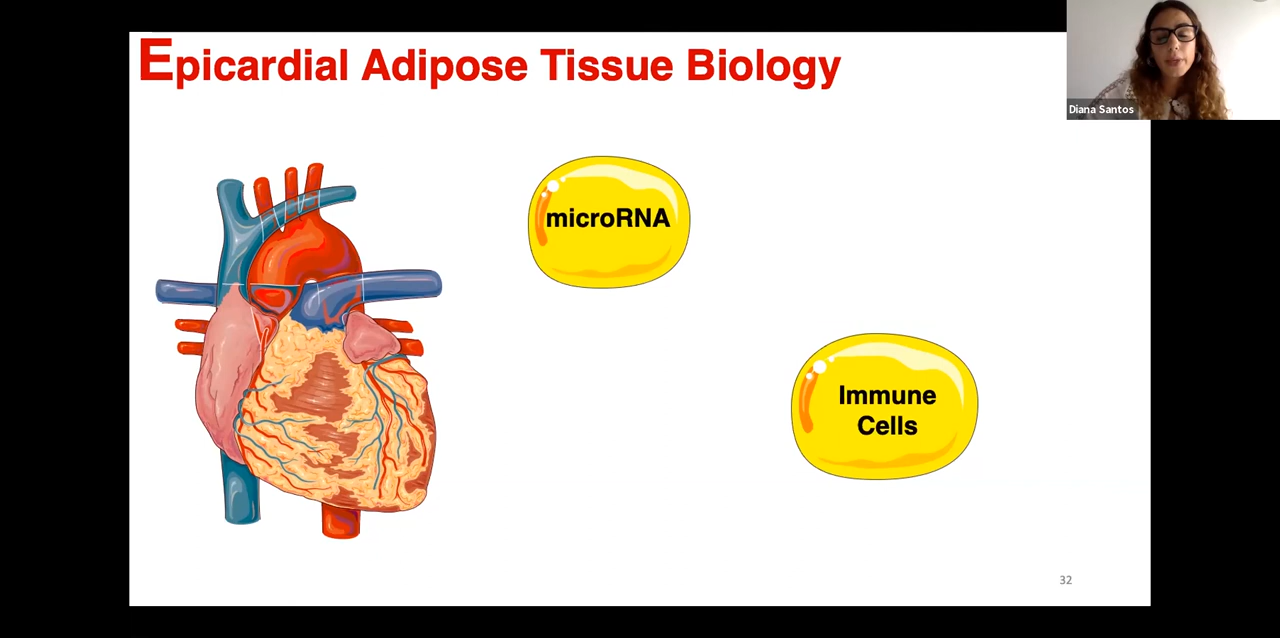 Epicardial Adipose Tissue Biology
Diana Santos
microRNA
Immune
Cells
32